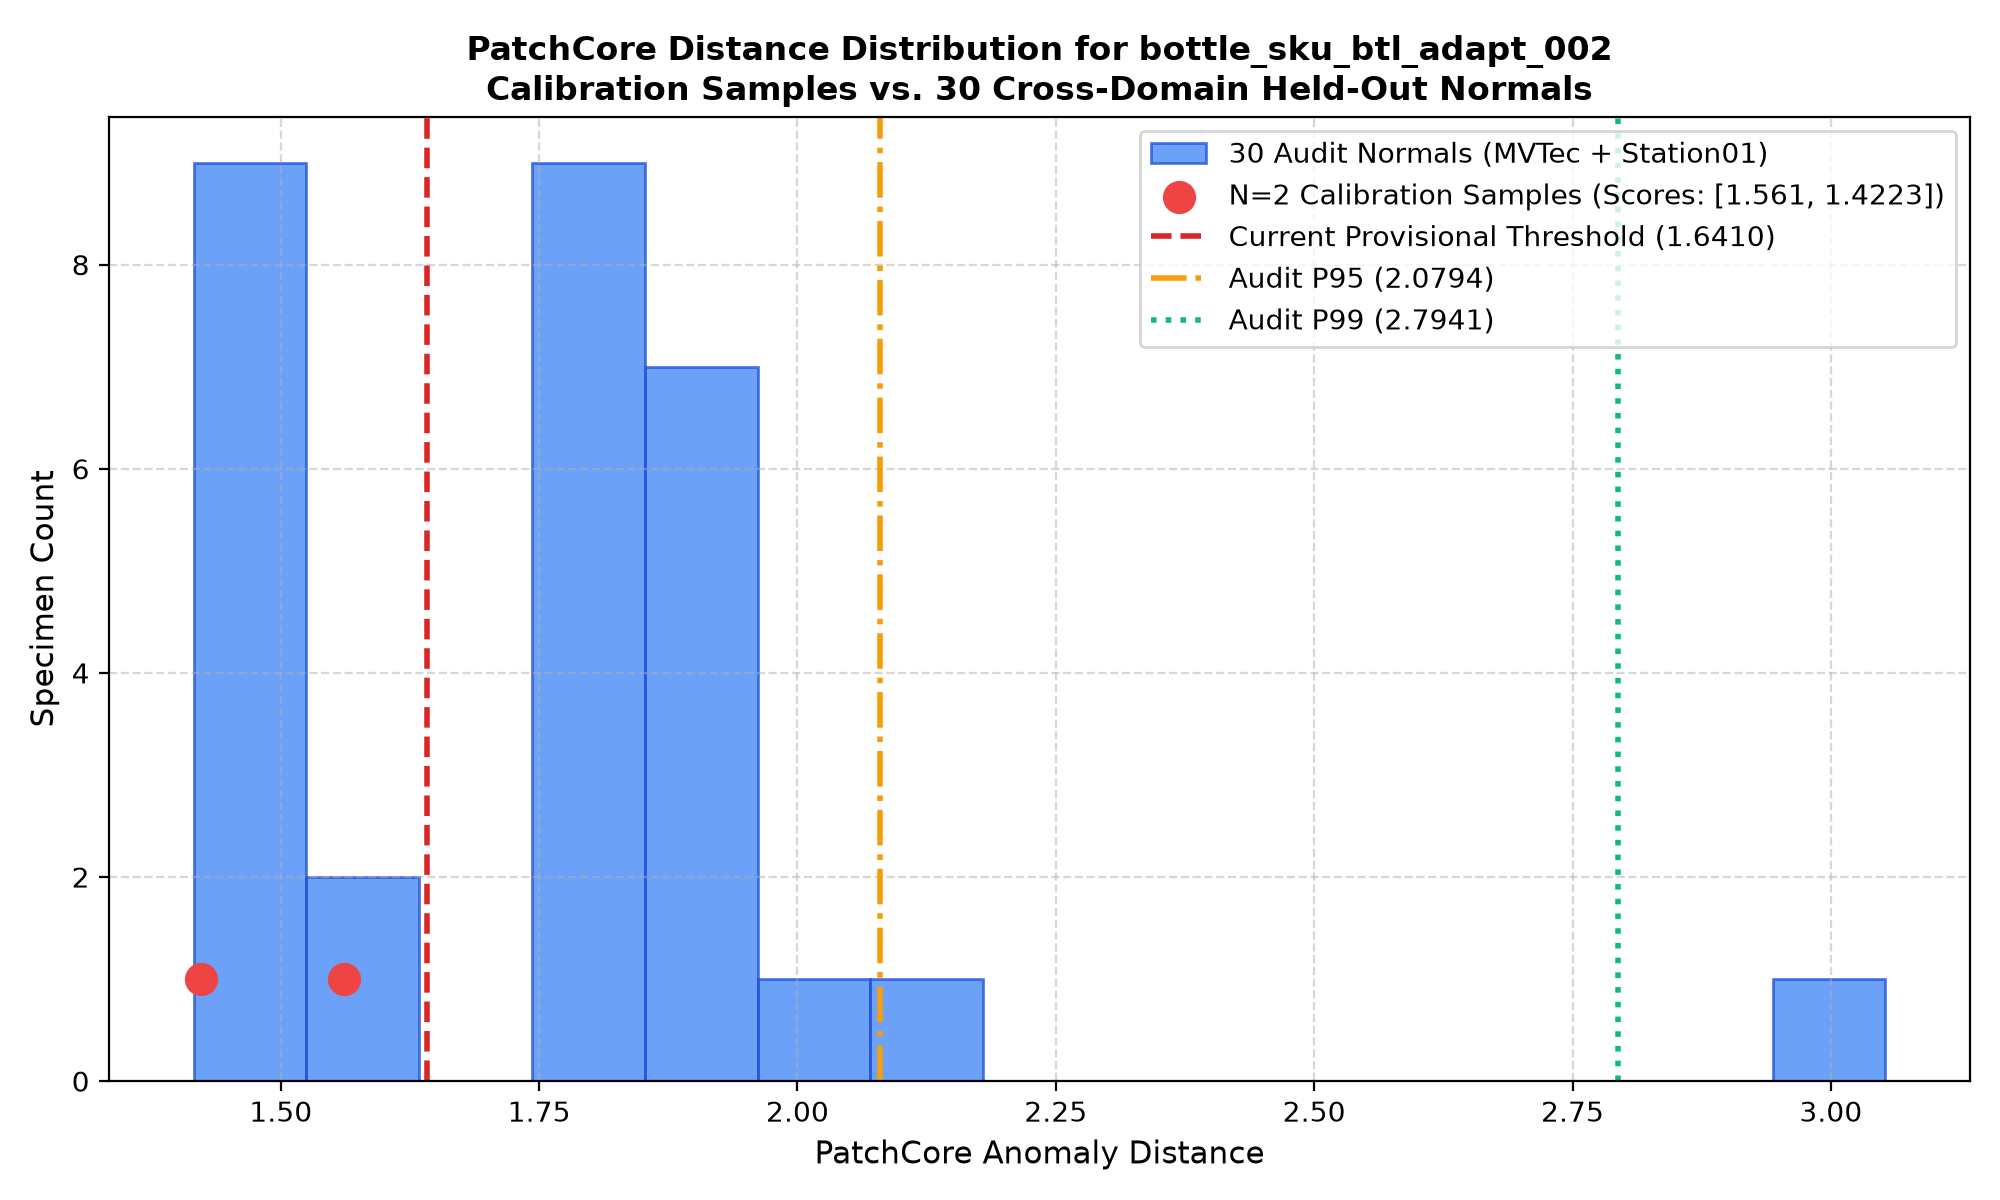 PatchCore Distance Distribution for bottle_sku_btl_adapt_002
Calibration Samples vs. 30 Cross-Domain Held-Out Normals
30 Audit Normals (MVTec + Station01)
N=2 Calibration Samples (Scores: [1.561, 1.4223])
Current Provisional Threshold (1.6410)
Audit P95 (2.0794)
Audit P99 (2.7941)
Specimen Count
8
6
4
2
0
1.50
1.75
2.00
2.25
2.50
2.75
3.00
PatchCore Anomaly Distance